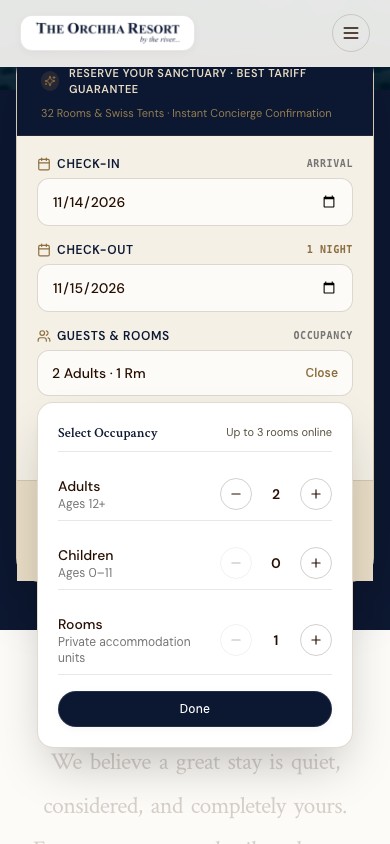 THE ORCHHA RESORT
by the river...
RESERVE YOUR SANCTUARY · BEST TARIFF
GUARANTEE
32 Rooms & Swiss Tents · Instant Concierge Confirmation
CHECK-IN ARRIVAL
11/14/2026
CHECK-OUT 1 NIGHT
11/15/2026
GUESTS & ROOMS OCCUPANCY
2 Adults · 1 Rm Close
Select Occupancy Up to 3 rooms online
Adults
Ages 12+
2
Children
Ages 0–11
0
Rooms
Private accommodation
units
1
Done
We believe a great stay is quiet,
considered, and completely yours.